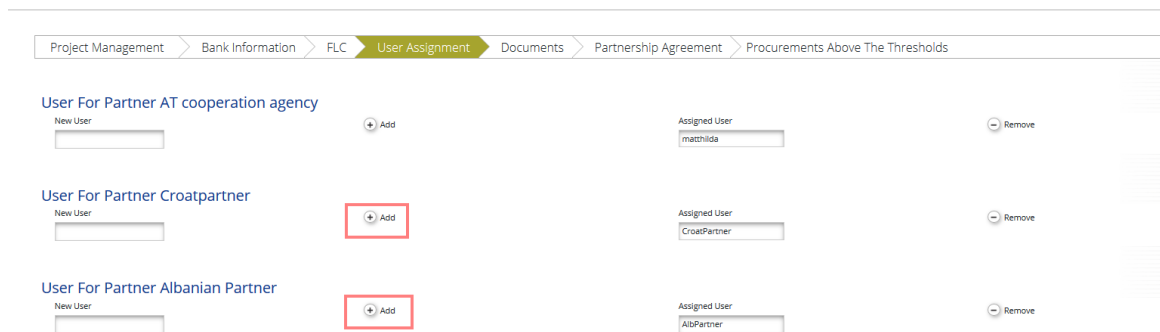 Project Management Bank Information FLC User Assignment Documents Partnership Agreement Procurements Above The Thresholds
User For Partner AT cooperation agency
New User Add Assigned User Remove
matthilda
User For Partner Croatpartner
New User Add Assigned User Remove
CroatPartner
User For Partner Albanian Partner
New User Add Assigned User Remove
AlbPartner